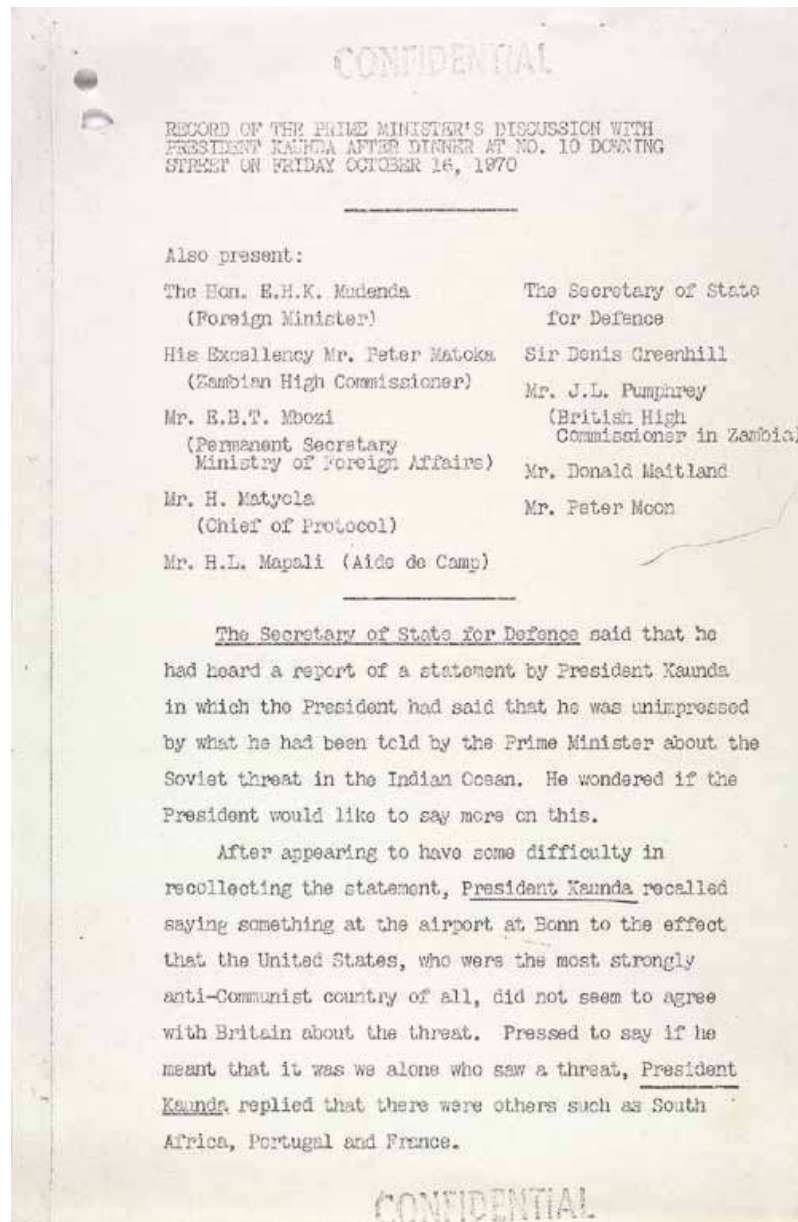 CONFIDENTIAL
RECORD OF THE PRIME MINISTER'S DISCUSSION WITH
PRESIDENT KAUNDA AFTER DINNER AT NO. 10 DOWNING
STREET ON FRIDAY OCTOBER 16, 1970
Also present:
The Hon. E.H.K. Mudenda
(Foreign Minister)
His Excellency Mr. Peter Matoka
(Zambian High Commissioner)
Mr. E.B.T. Mbozi
(Permanent Secretary
Ministry of Foreign Affairs)
Mr. H. Matyola
(Chief of Protocol)
Mr. H.L. Mapali (Aide de Camp)
The Secretary of State
for Defence
Sir Denis Greenhill
Mr. J.L. Pumphrey
(British High
Commissioner in Zambia)
Mr. Donald Maitland
Mr. Peter Moon
The Secretary of State for Defence said that he
had heard a report of a statement by President Kaunda
in which the President had said that he was unimpressed
by what he had been told by the Prime Minister about the
Soviet threat in the Indian Ocean. He wondered if the
President would like to say more on this.
After appearing to have some difficulty in
recollecting the statement, President Kaunda recalled
saying something at the airport at Bonn to the effect
that the United States, who were the most strongly
anti-Communist country of all, did not seem to agree
with Britain about the threat. Pressed to say if he
meant that it was we alone who saw a threat, President
Kaunda replied that there were others such as South
Africa, Portugal and France.
CONFIDENTIAL